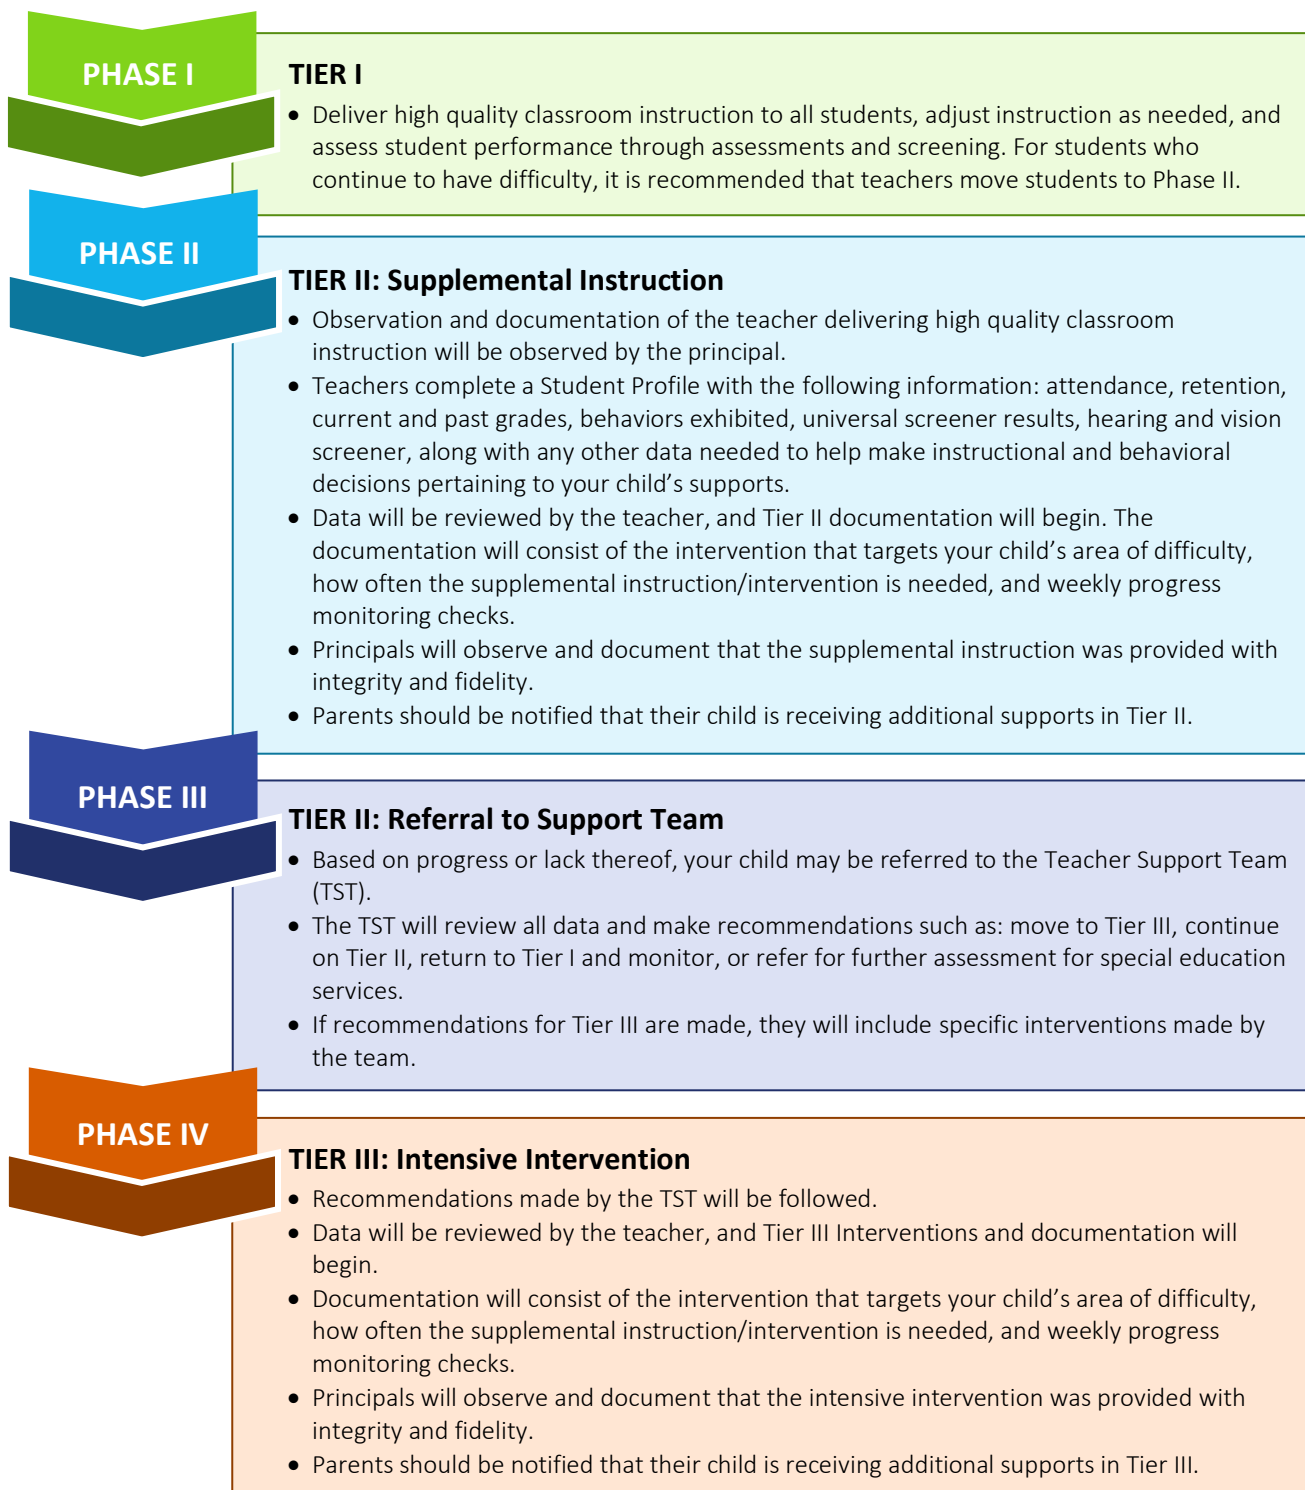 PHASE I
TIER I
• Deliver high quality classroom instruction to all students, adjust instruction as needed, and
assess student performance through assessments and screening. For students who
continue to have difficulty, it is recommended that teachers move students to Phase II.
PHASE II
TIER II: Supplemental Instruction
• Observation and documentation of the teacher delivering high quality classroom
instruction will be observed by the principal.
• Teachers complete a Student Profile with the following information: attendance, retention,
current and past grades, behaviors exhibited, universal screener results, hearing and vision
screener, along with any other data needed to help make instructional and behavioral
decisions pertaining to your child’s supports.
• Data will be reviewed by the teacher, and Tier II documentation will begin. The
documentation will consist of the intervention that targets your child’s area of difficulty,
how often the supplemental instruction/intervention is needed, and weekly progress
monitoring checks.
• Principals will observe and document that the supplemental instruction was provided with
integrity and fidelity.
• Parents should be notified that their child is receiving additional supports in Tier II.
PHASE III
TIER II: Referral to Support Team
• Based on progress or lack thereof, your child may be referred to the Teacher Support Team
(TST).
• The TST will review all data and make recommendations such as: move to Tier III, continue
on Tier II, return to Tier I and monitor, or refer for further assessment for special education
services.
• If recommendations for Tier III are made, they will include specific interventions made by
the team.
PHASE IV
TIER III: Intensive Intervention
• Recommendations made by the TST will be followed.
• Data will be reviewed by the teacher, and Tier III Interventions and documentation will
begin.
• Documentation will consist of the intervention that targets your child’s area of difficulty,
how often the supplemental instruction/intervention is needed, and weekly progress
monitoring checks.
• Principals will observe and document that the intensive intervention was provided with
integrity and fidelity.
• Parents should be notified that their child is receiving additional supports in Tier III.